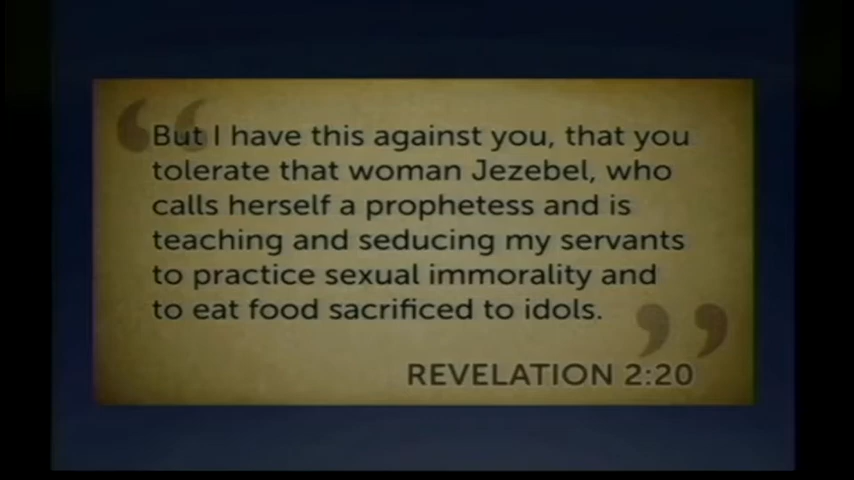 But I have this against you, that you
tolerate that woman Jezebel, who
calls herself a prophetess and is
teaching and seducing my servants
to practice sexual immorality and
to eat food sacrificed to idols.
REVELATION 2:20